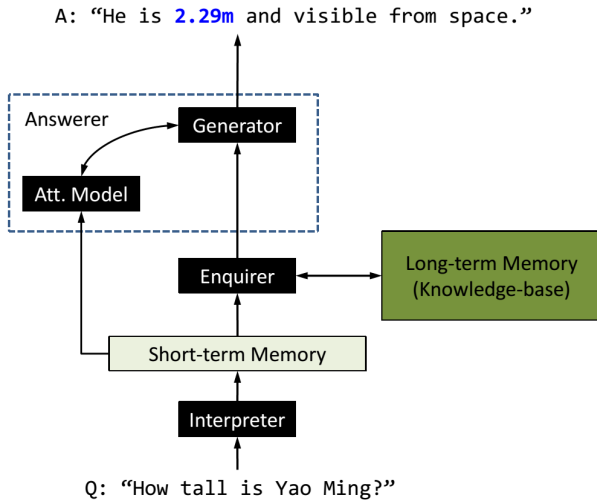 A: “He is 2.29m and visible from space.”
Answerer
Generator
Att. Model
Enquirer
Long-term Memory
(Knowledge-base)
Short-term Memory
Interpreter
Q: “How tall is Yao Ming?”